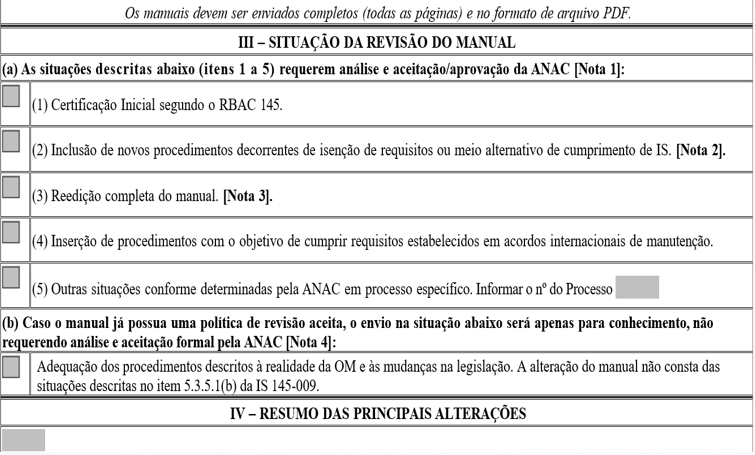 Os manuais devem ser enviados completos (todas as páginas) e no formato de arquivo PDF.
III – SITUAÇÃO DA REVISÃO DO MANUAL
(a) As situações descritas abaixo (itens 1 a 5) requerem análise e aceitação/aprovação da ANAC [Nota 1]:
(1) Certificação Inicial segundo o RBAC 145.
(2) Inclusão de novos procedimentos decorrentes de isenção de requisitos ou meio alternativo de cumprimento de IS. [Nota 2].
(3) Reedição completa do manual. [Nota 3].
(4) Inserção de procedimentos com o objetivo de cumprir requisitos estabelecidos em acordos internacionais de manutenção.
(5) Outras situações conforme determinadas pela ANAC em processo específico. Informar o nº do Processo
(b) Caso o manual já possua uma política de revisão aceita, o envio na situação abaixo será apenas para conhecimento, não
requerendo análise e aceitação formal pela ANAC [Nota 4]:
Adequação dos procedimentos descritos à realidade da OM e às mudanças na legislação. A alteração do manual não consta das
situações descritas no item 5.3.5.1(b) da IS 145-009.
IV – RESUMO DAS PRINCIPAIS ALTERAÇÕES